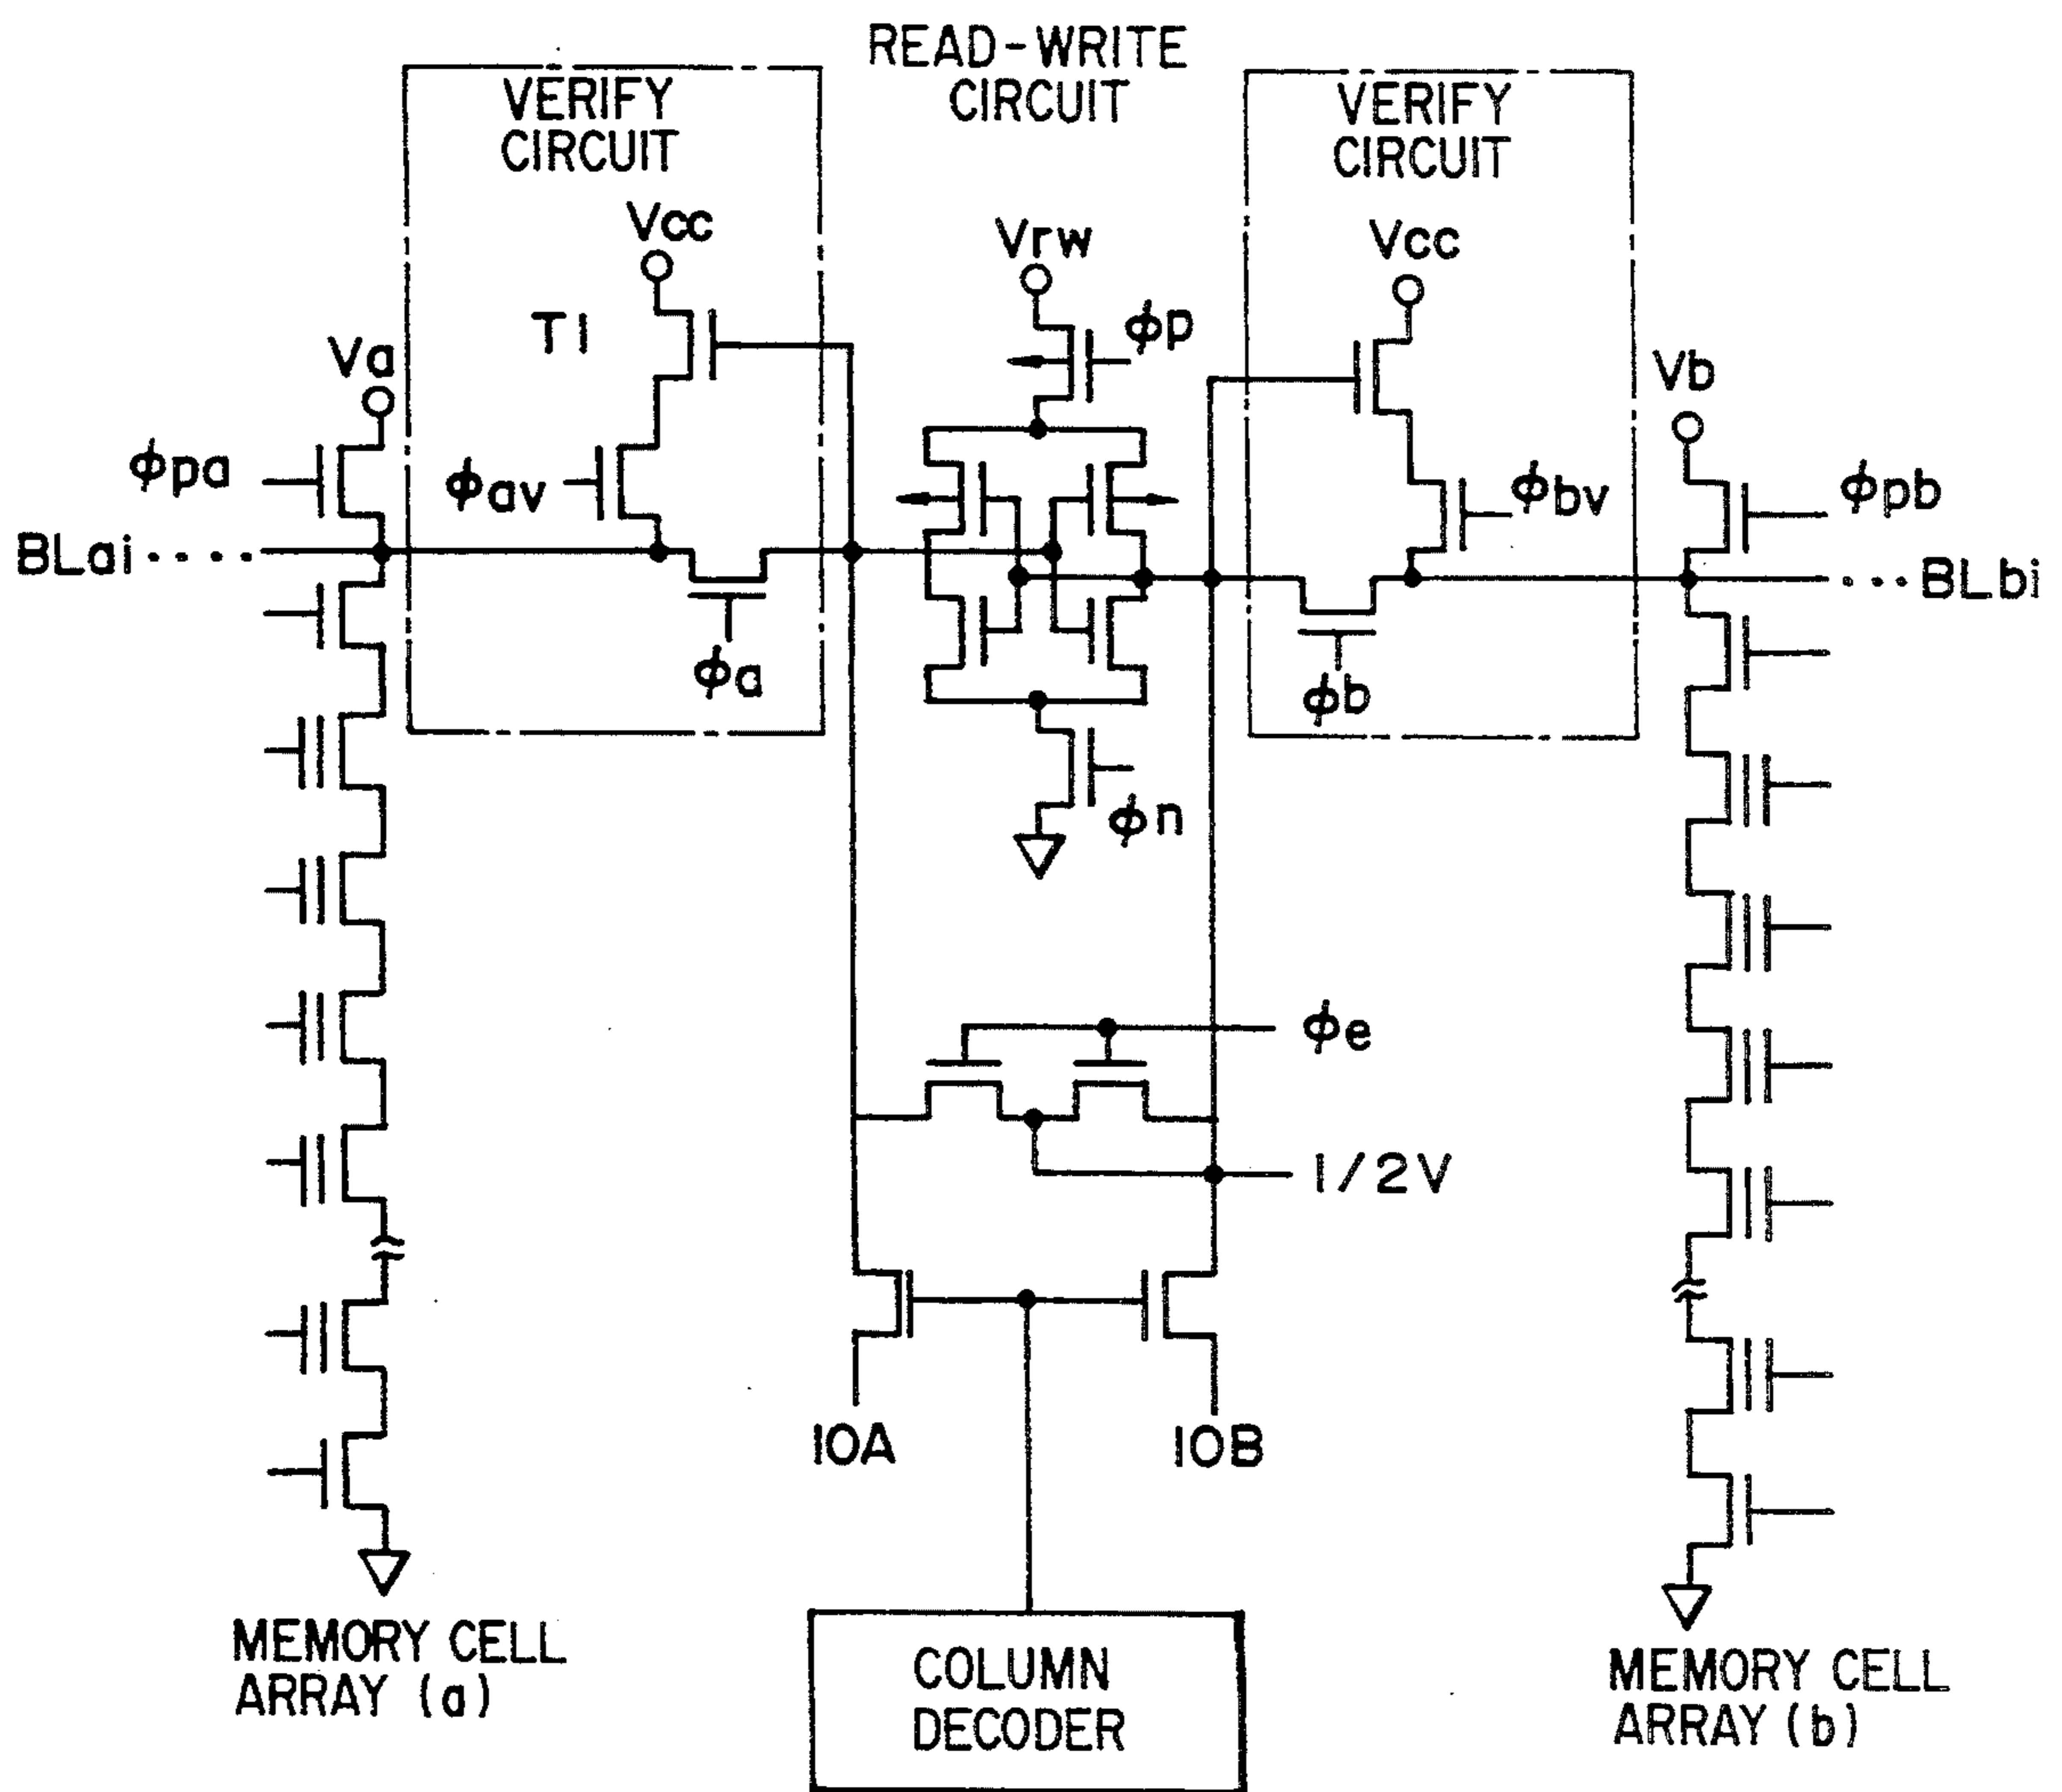 READ-WRITE
CIRCUIT
VERIFY
CIRCUIT
VERIFY
CIRCUIT
Vcc
Vrw
Vcc
T1
ϕp
Va
Vb
ϕpa
ϕav
ϕbv
ϕpb
BLai
BLbi
ϕa
ϕb
ϕn
ϕe
1/2V
IOA
IOB
MEMORY CELL
ARRAY (a)
COLUMN
DECODER
MEMORY CELL
ARRAY (b)